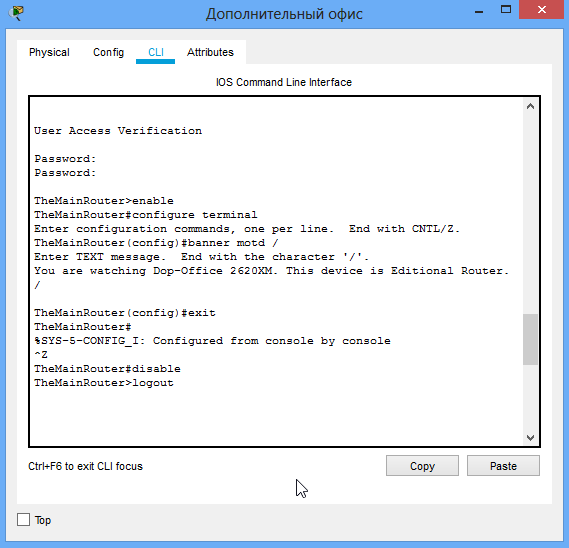 Дополнительный офис
Physical Config CLI Attributes
IOS Command Line Interface
User Access Verification
Password:
Password:
TheMainRouter>enable
TheMainRouter#configure terminal
Enter configuration commands, one per line.  End with CNTL/Z.
TheMainRouter(config)#banner motd /
Enter TEXT message.  End with the character '/'.
You are watching Dop-Office 2620XM. This device is Editional Router.
/
TheMainRouter(config)#exit
TheMainRouter#
%SYS-5-CONFIG_I: Configured from console by console
^Z
TheMainRouter#disable
TheMainRouter>logout
Ctrl+F6 to exit CLI focus Copy Paste
Top